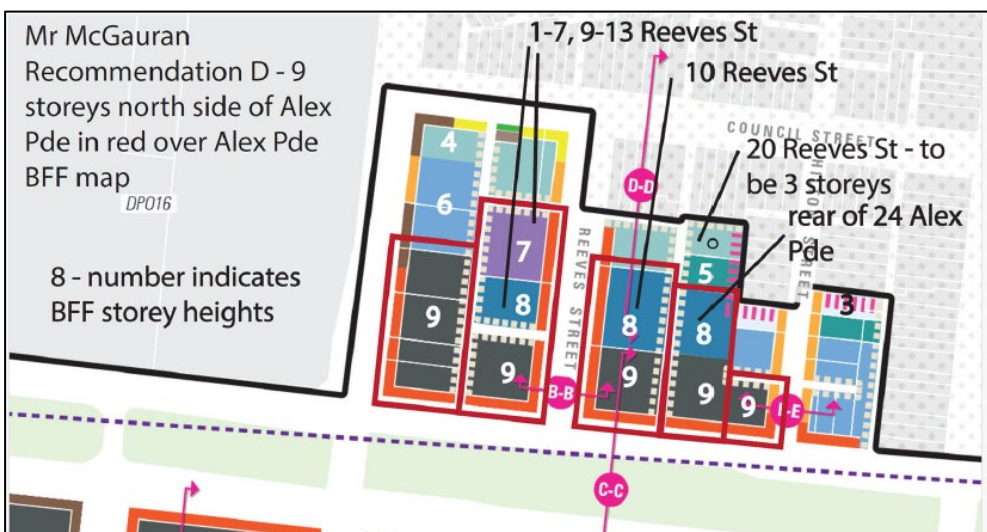 Mr McGauran
Recommendation D - 9
storeys north side of Alex
Pde in red over Alex Pde
BFF map
DPO16
8 - number indicates
BFF storey heights
1-7, 9-13 Reeves St
10 Reeves St
COUNCIL STREET
20 Reeves St - to
be 3 storeys
rear of 24 Alex
Pde
D-D
REEVES STREET
STREET
4
6
7
5
3
8
8
8
9
9
9
9
9
B-B
C-C